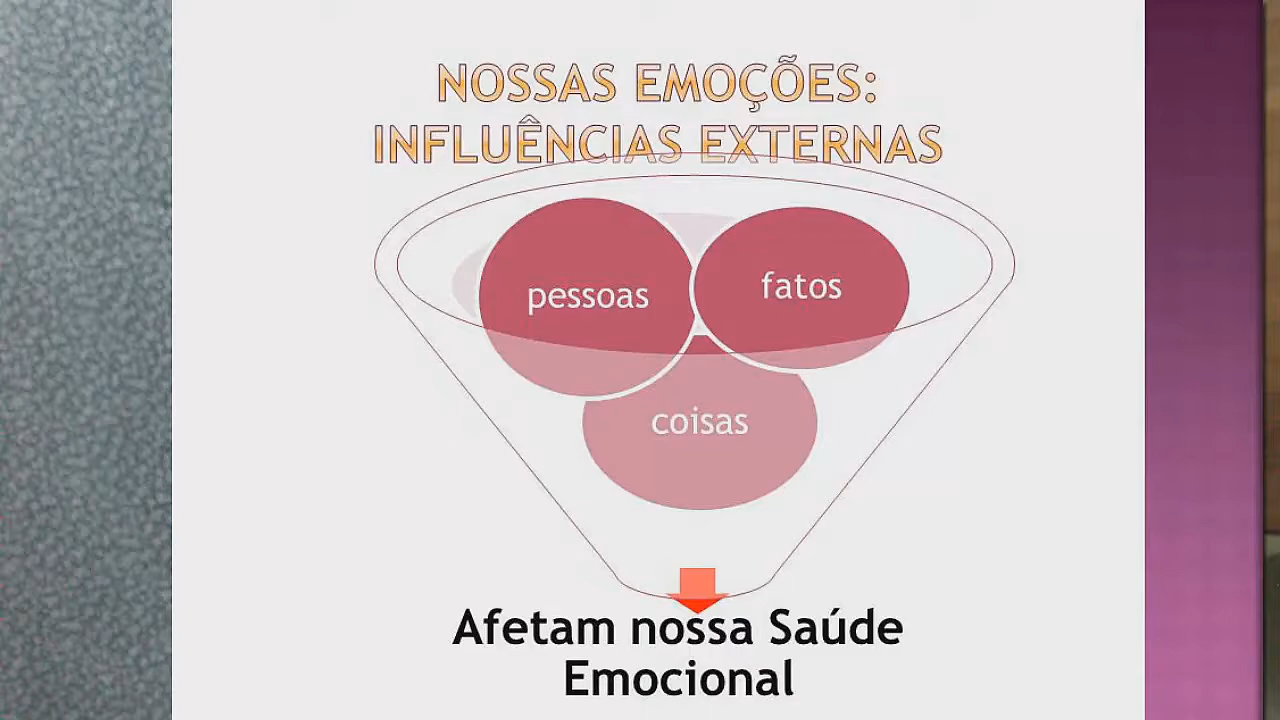 NOSSAS EMOÇÕES:
INFLUÊNCIAS EXTERNAS
pessoas
fatos
coisas
Afetam nossa Saúde
Emocional